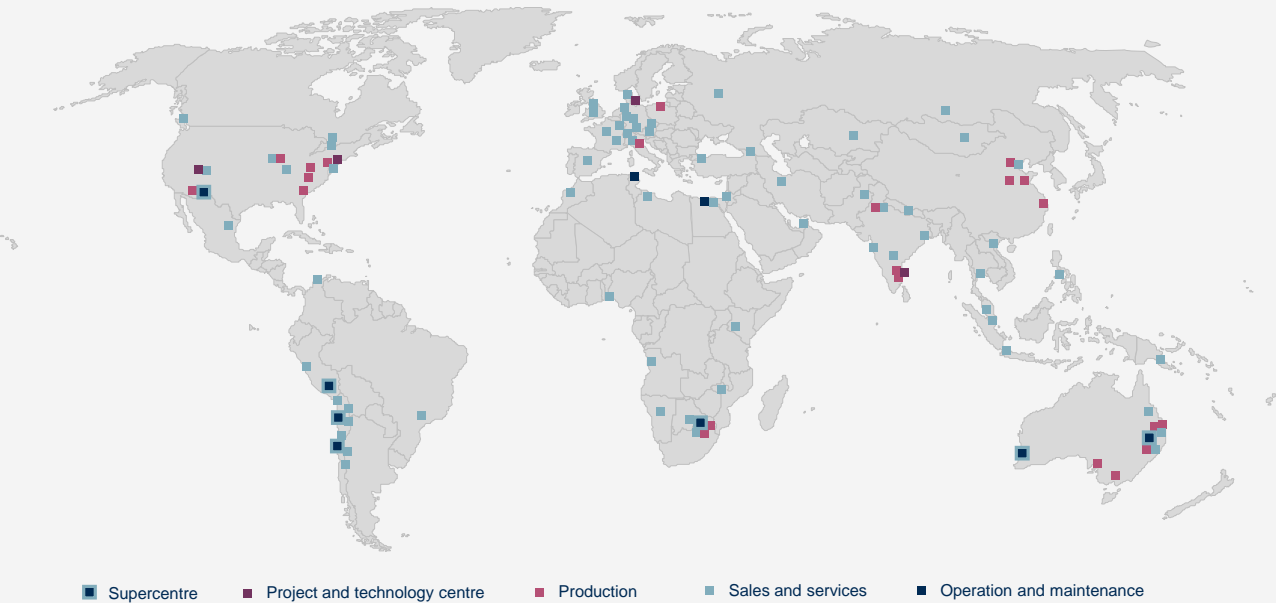 Supercentre
Project and technology centre
Production
Sales and services
Operation and maintenance